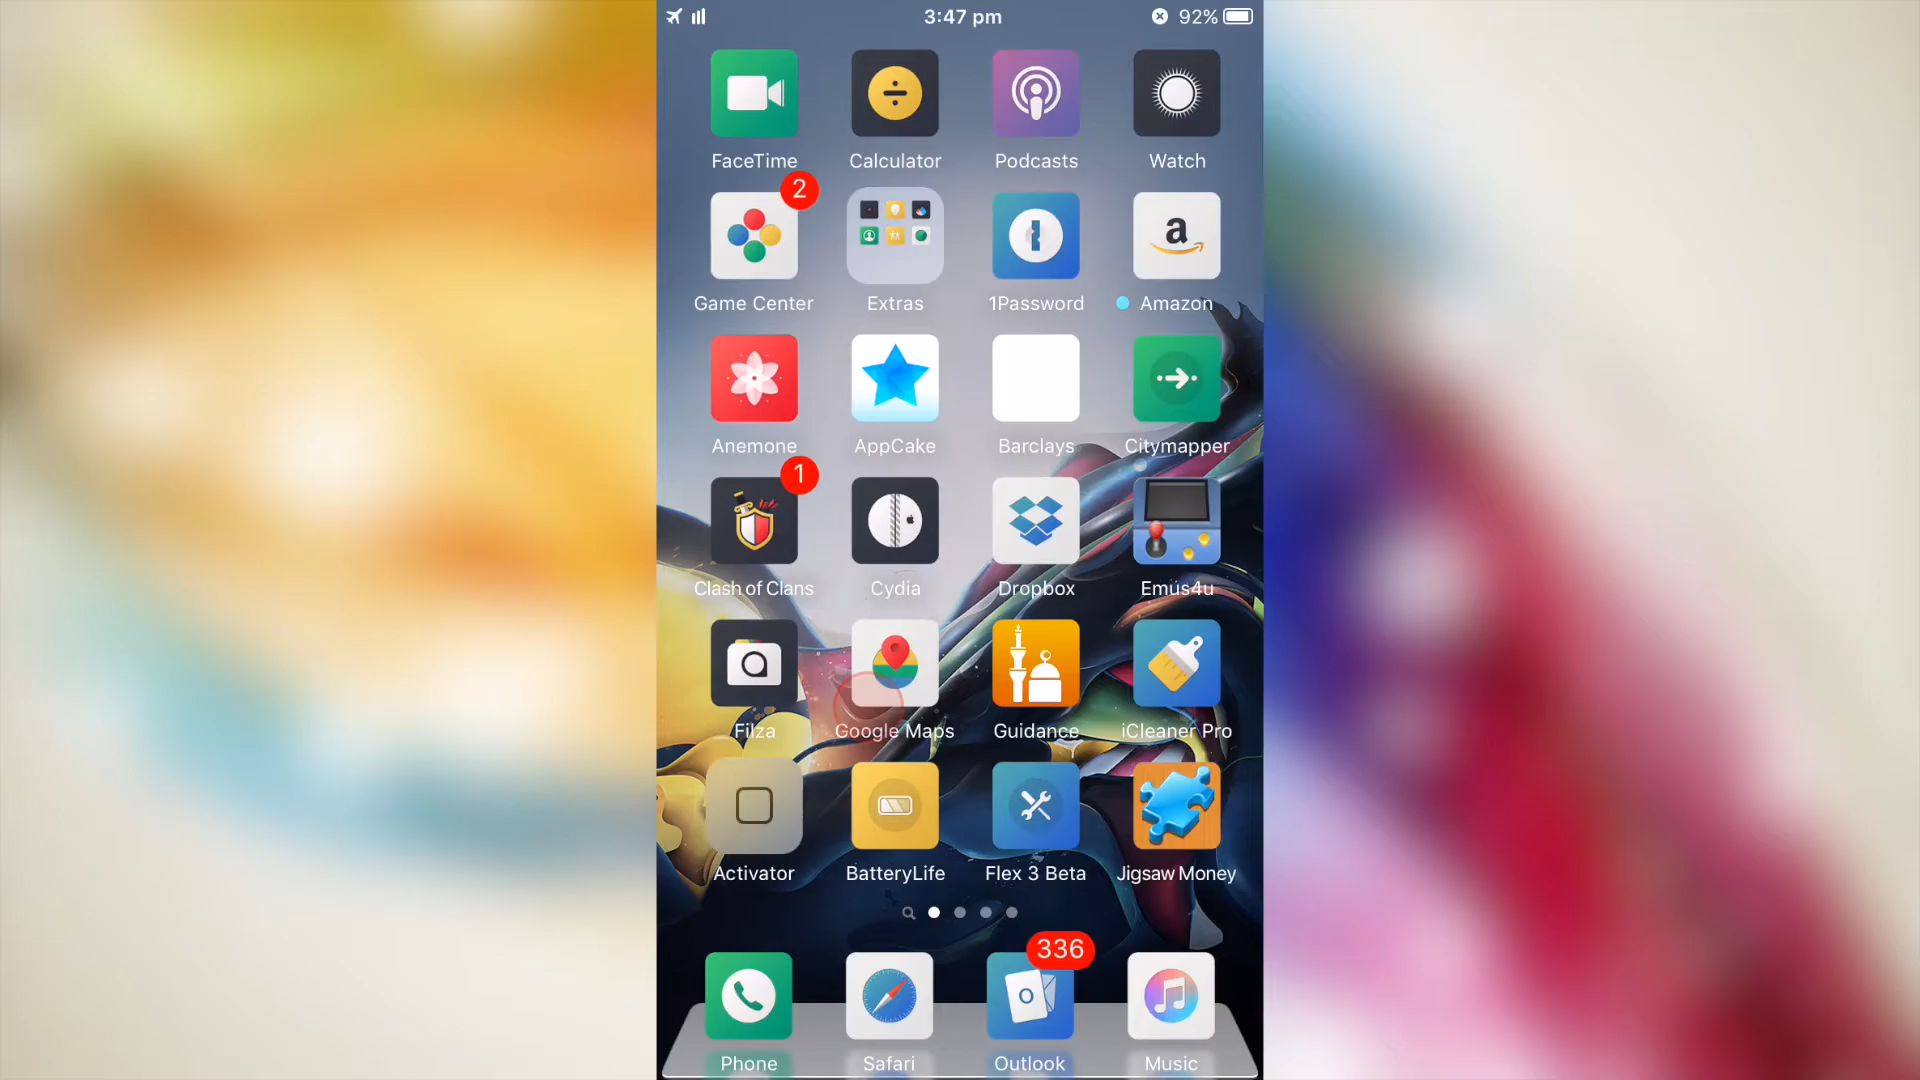 3:47 pm
92%
FaceTime
Calculator
Podcasts
Watch
2
a
Game Center
Extras
1Password
Amazon
Anemone
AppCake
Barclays
Citymapper
1
Clash of Clans
Cydia
Dropbox
Emus4u
Filza
Google Maps
Guidance
iCleaner Pro
Activator
BatteryLife
Flex 3 Beta
Jigsaw Money
336
O
Phone
Safari
Outlook
Music